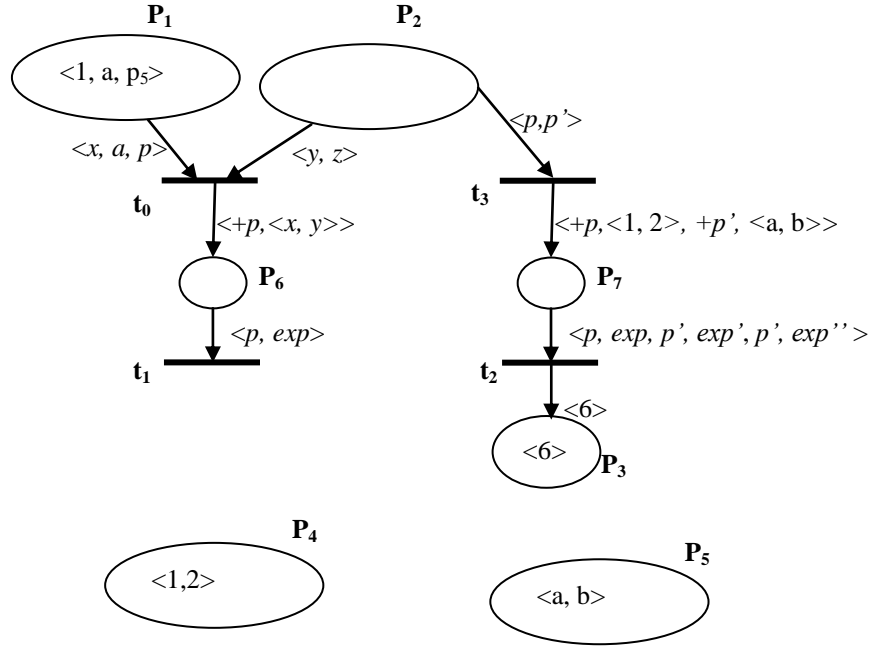 P₁
P₂
<1, a, p₅>
<p,p’>
<x, a, p>
<y, z>
t₀
t₃
<+p,<x, y>>
<+p,<1, 2>, +p’, <a, b>>
P₆
P₇
<p, exp>
<p, exp, p’, exp’, p’, exp’’ >
t₁
t₂
<6>
<6>
P₃
P₄
P₅
<1,2>
<a, b>